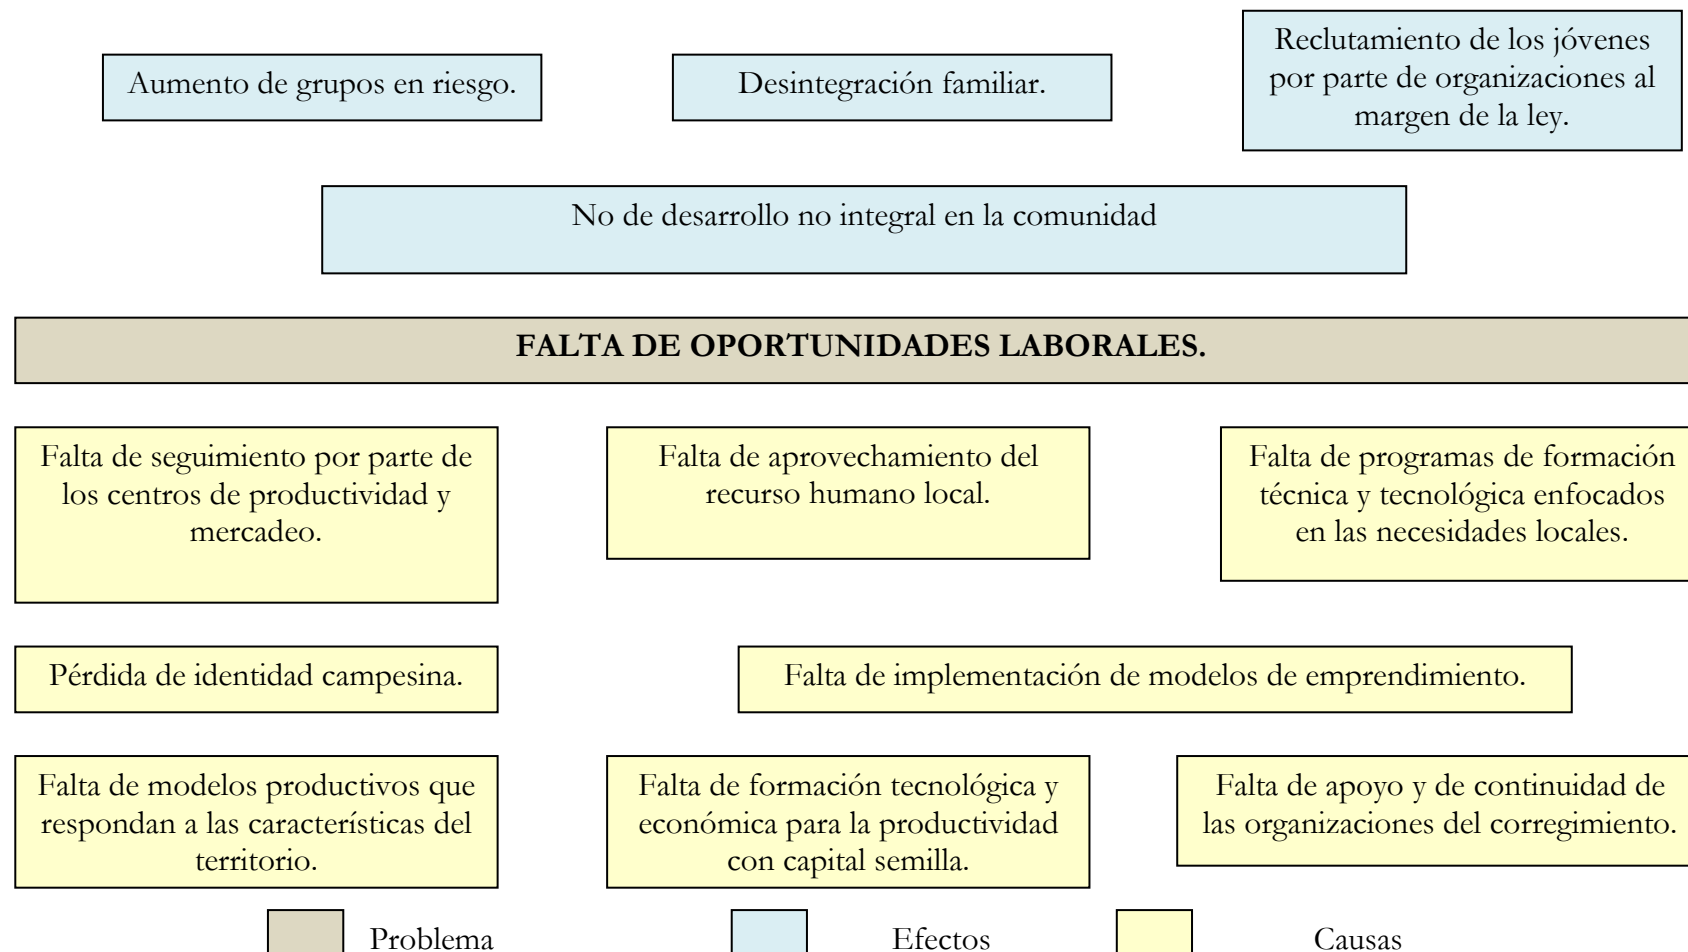 Aumento de grupos en riesgo.
Desintegración familiar.
Reclutamiento de los jóvenes
por parte de organizaciones al
margen de la ley.
No de desarrollo no integral en la comunidad
FALTA DE OPORTUNIDADES LABORALES.
Falta de seguimiento por parte de
los centros de productividad y
mercadeo.
Falta de aprovechamiento del
recurso humano local.
Falta de programas de formación
técnica y tecnológica enfocados
en las necesidades locales.
Pérdida de identidad campesina.
Falta de implementación de modelos de emprendimiento.
Falta de modelos productivos que
respondan a las características del
territorio.
Falta de formación tecnológica y
económica para la productividad
con capital semilla.
Falta de apoyo y de continuidad de
las organizaciones del corregimiento.
Problema
Efectos
Causas